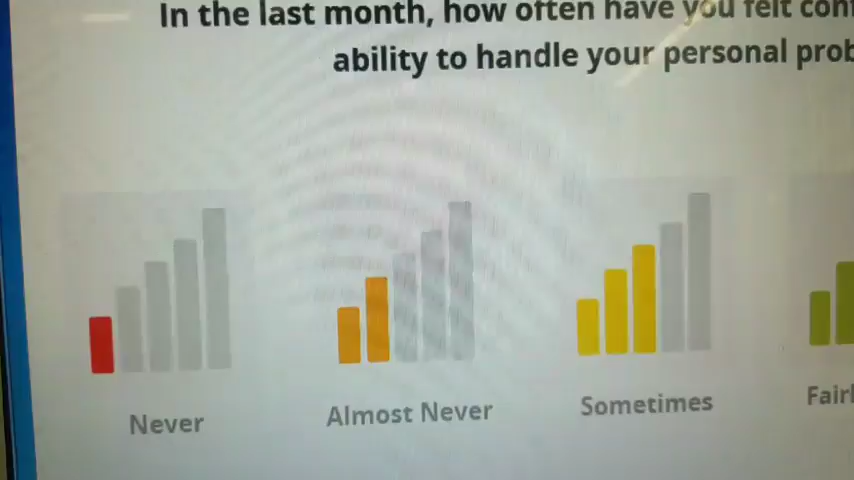 In the last month, how often have you felt
ability to handle your personal
Never
Almost Never
Sometimes